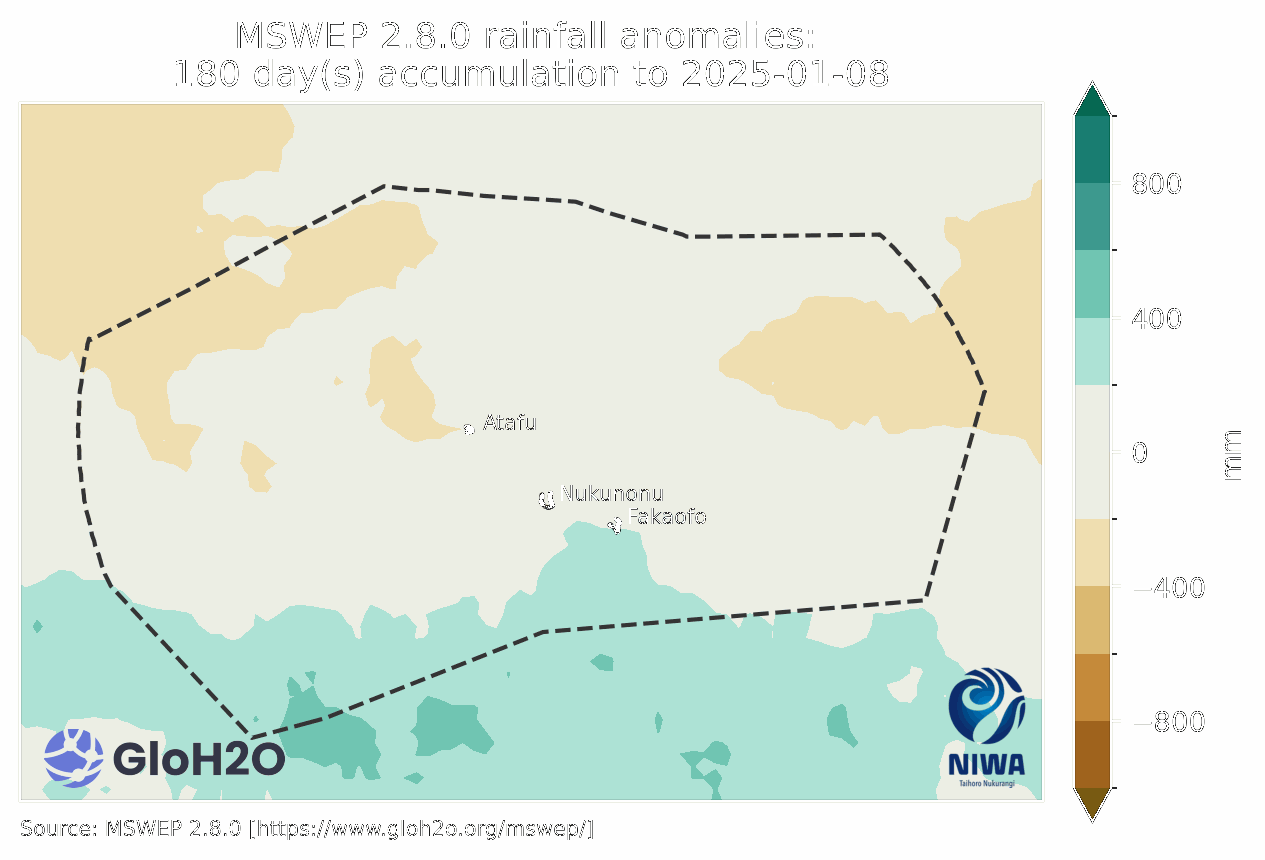 MSWEP 2.8.0 rainfall anomalies:
180 day(s) accumulation to 2025-01-08
800
400
0
−400
−800
mm
Atafu
Nukunonu
Fakaofo
GloH2O
NIWA
Taihoro Nukurangi
Source: MSWEP 2.8.0 [https://www.gloh2o.org/mswep/]